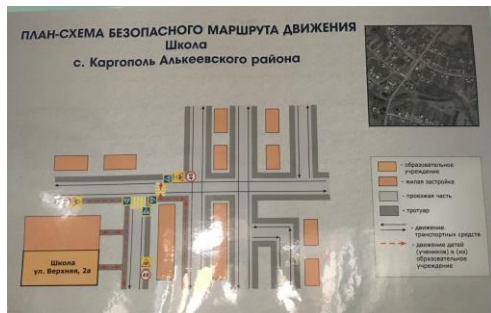 ПЛАН-СХЕМА БЕЗОПАСНОГО МАРШРУТА ДВИЖЕНИЯ
Школа
с. Каргополь Алькеевского района
- образовательное
учреждение
- жилая застройка
- проезжая часть
- тротуар
- движение
транспортных средств
- движение детей
(учеников) в (из)
образовательное
учреждение
Школа
ул. Верхняя, 2а